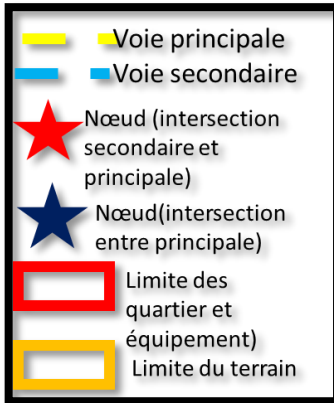 Voie principale
Voie secondaire
Nœud (intersection
secondaire et
principale)
Nœud(intersection
entre principale)
Limite des
quartier et
équipement)
Limite du terrain